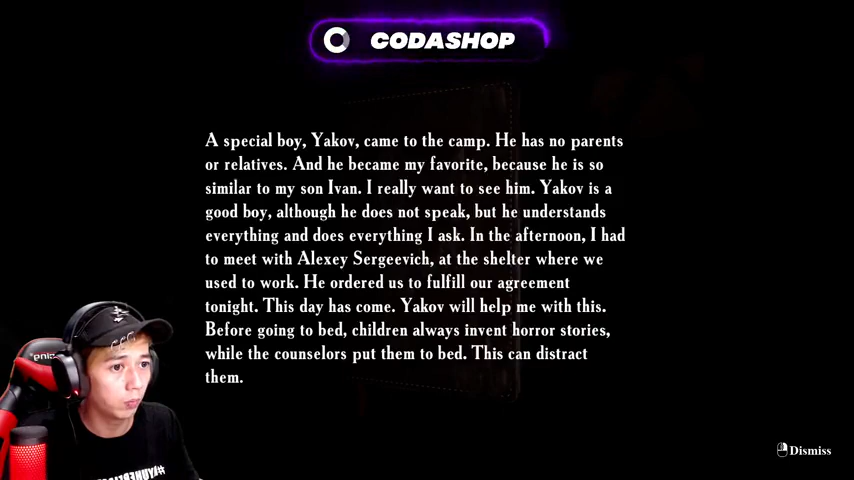 CODASHOP
A special boy, Yakov, came to the camp. He has no parents
or relatives. And he became my favorite, because he is so
similar to my son Ivan. I really want to see him. Yakov is a
good boy, although he does not speak, but he understands
everything and does everything I ask. In the afternoon, I had
to meet with Alexey Sergeevich, at the shelter where we
used to work. He ordered us to fulfill our agreement
tonight. This day has come. Yakov will help me with this.
Before going to bed, children always invent horror stories,
while the counselors put them to bed. This can distract
them.
Dismiss